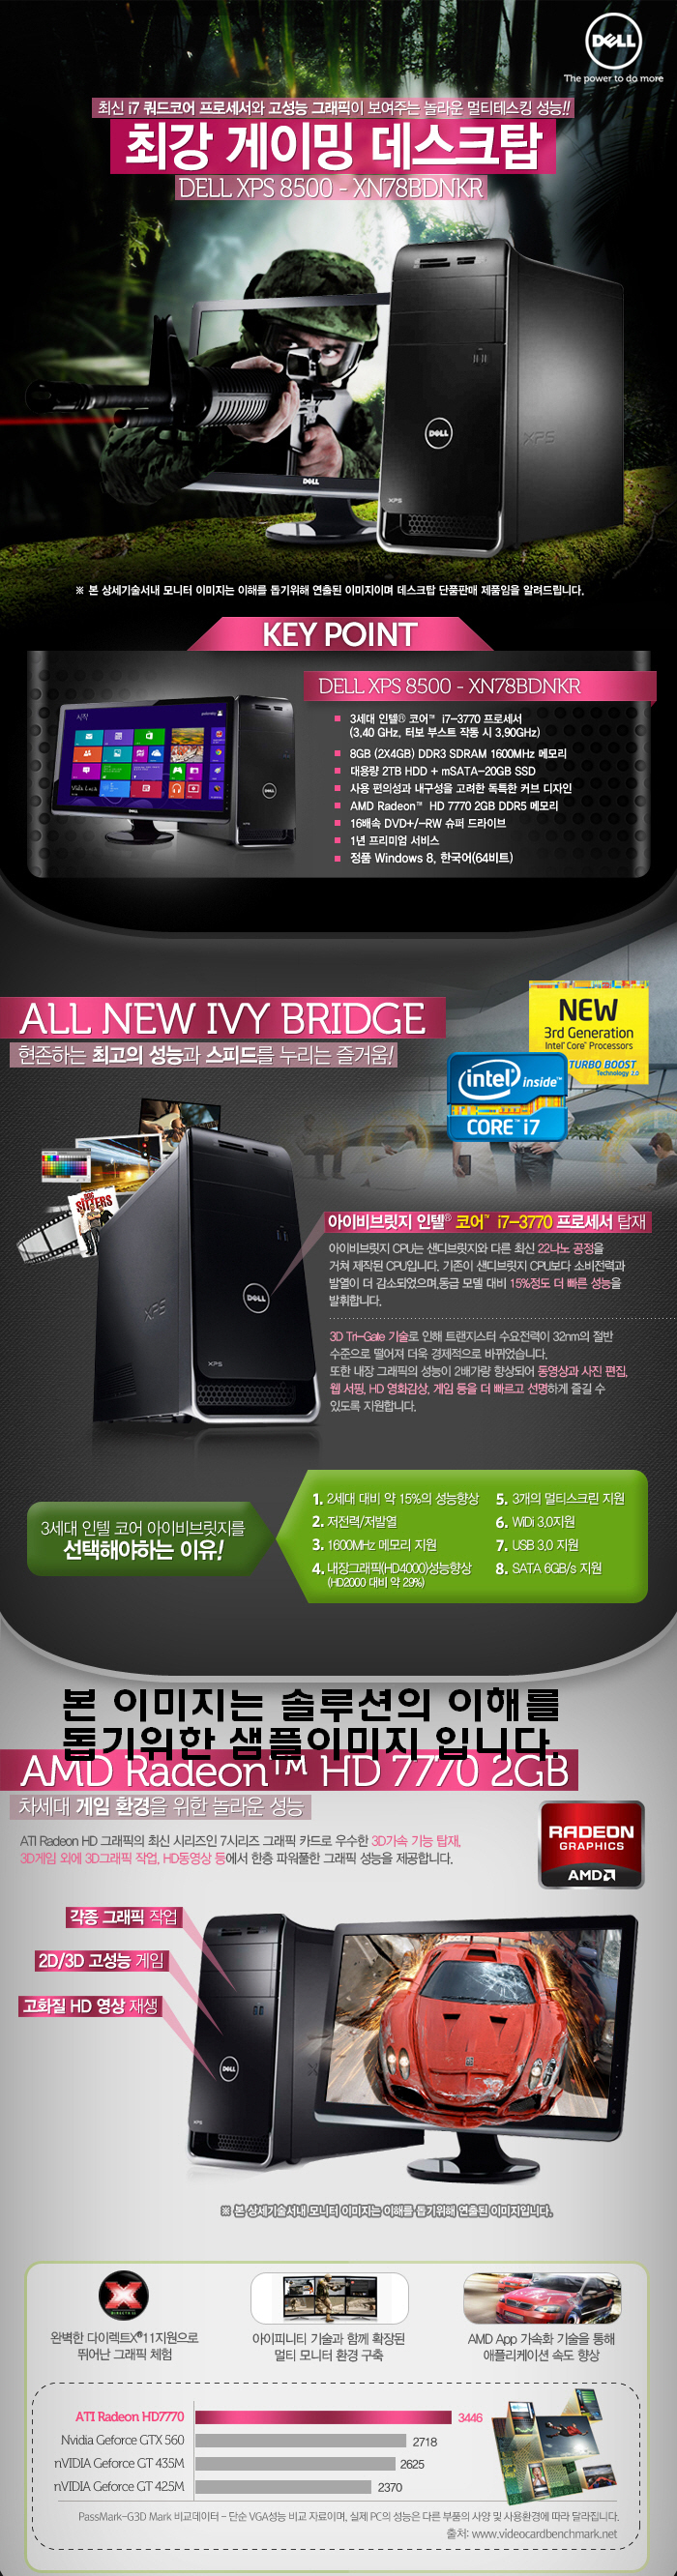 DELL
The power to do more
최신 i7 쿼드코어 프로세서와 고성능 그래픽이 보여주는 놀라운 멀티테스킹 성능!!
최강 게이밍 데스크탑
DELL XPS 8500 - XN78BDNKR
DELL
XPS
DELL
XPS
※ 본 상세기술서내 모니터 이미지는 이해를 돕기위해 연출된 이미지이며 데스크탑 단품판매 제품임을 알려드립니다.
KEY POINT
DELL XPS 8500 - XN78BDNKR
시작
■ 3세대 인텔® 코어™ i7-3770 프로세서
(3.40 GHz, 터보 부스트 작동 시 3.90GHz)
■ 8GB (2X4GB) DDR3 SDRAM 1600MHz 메모리
■ 대용량 2TB HDD + mSATA-20GB SSD
■ 사용 편의성과 내구성을 고려한 독특한 커브 디자인
■ AMD Radeon™ HD 7770 2GB DDR5 메모리
■ 16배속 DVD+/-RW 슈퍼 드라이브
■ 1년 프리미엄 서비스
■ 정품 Windows 8, 한국어(64비트)
ALL NEW IVY BRIDGE
현존하는 최고의 성능과 스피드를 누리는 즐거움!
NEW
3rd Generation
Intel® Core™ Processors
TURBO BOOST
Technology 2.0
intel inside™
CORE™ i7
SITTERS
DELL
XPS
XPS
아이비브릿지 인텔® 코어™ i7-3770 프로세서 탑재
아이비브릿지 CPU는 샌디브릿지와 다른 최신 22나노 공정을
거쳐 제작된 CPU입니다. 기존이 샌디브릿지 CPU보다 소비전력과
발열이 더 감소되었으며,동급 모델 대비 15%정도 더 빠른 성능을
발휘합니다.
3D Tri-Gate 기술로 인해 트랜지스터 수요전력이 32nm의 절반
수준으로 떨어져 더욱 경제적으로 바뀌었습니다.
또한 내장 그래픽의 성능이 2배가량 향상되어 동영상과 사진 편집,
웹 서핑, HD 영화감상, 게임 등을 더 빠르고 선명하게 즐길 수
있도록 지원합니다.
3세대 인텔 코어 아이비브릿지를
선택해야하는 이유!
1. 2세대 대비 약 15%의 성능향상
2. 저전력/저발열
3. 1600MHz 메모리 지원
4. 내장그래픽(HD4000)성능향상
(HD2000 대비 약 29%)
5. 3개의 멀티스크린 지원
6. WiDi 3.0지원
7. USB 3.0 지원
8. SATA 6GB/s 지원
본 이미지는 솔루션의 이해를
돕기위한 샘플이미지 입니다.
AMD Radeon™ HD 7770 2GB
차세대 게임 환경을 위한 놀라운 성능
ATI Radeon HD 그래픽의 최신 시리즈인 7시리즈 그래픽 카드로 우수한 3D가속 기능 탑재,
3D게임 외에 3D그래픽 작업, HD동영상 등에서 한층 파워풀한 그래픽 성능을 제공합니다.
RADEON
GRAPHICS
AMD
각종 그래픽 작업
2D/3D 고성능 게임
고화질 HD 영상 재생
DELL
XPS
※ 본 상세기술서내 모니터 이미지는 이해를 돕기위해 연출된 이미지입니다.
완벽한 다이렉트X®11지원으로
뛰어난 그래픽 체험
아이피니티 기술과 함께 확장된
멀티 모니터 환경 구축
AMD App 가속화 기술을 통해
애플리케이션 속도 향상
ATI Radeon HD7770 3446
Nvidia Geforce GTX 560 2718
nVIDIA Geforce GT 435M 2625
nVIDIA Geforce GT 425M 2370
PassMark-G3D Mark 비교데이터 - 단순 VGA성능 비교 자료이며, 실제 PC의 성능은 다른 부품의 사양 및 사용환경에 따라 달라집니다.
출처: www.videocardbenchmark.net